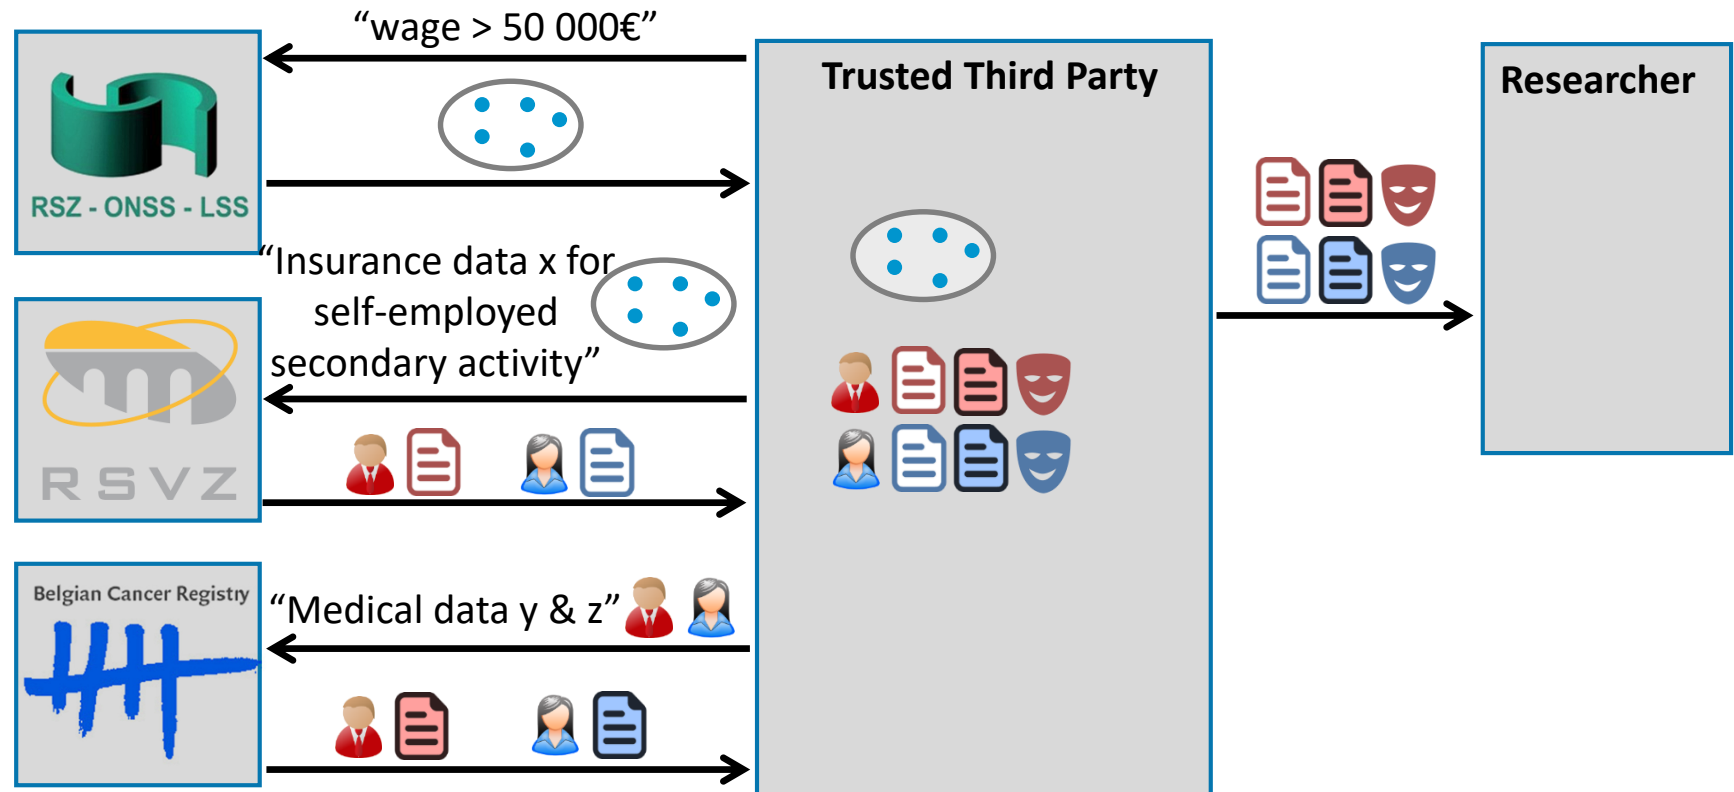 “wage > 50 000€”
Trusted Third Party
Researcher
RSZ - ONSS - LSS
“Insurance data x for
self-employed
secondary activity”
RSVZ
Belgian Cancer Registry
“Medical data y & z”